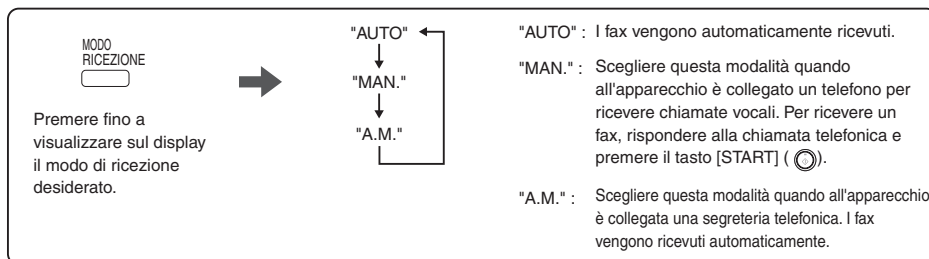 MODO
RICEZIONE
Premere fino a
visualizzare sul display
il modo di ricezione
desiderato.
"AUTO"
"MAN."
"A.M."
"AUTO" : I fax vengono automaticamente ricevuti.
"MAN." : Scegliere questa modalità quando
all'apparecchio è collegato un telefono per
ricevere chiamate vocali. Per ricevere un
fax, rispondere alla chiamata telefonica e
premere il tasto [START] ( ).
"A.M." : Scegliere questa modalità quando all'apparecchio
è collegata una segreteria telefonica. I fax
vengono ricevuti automaticamente.